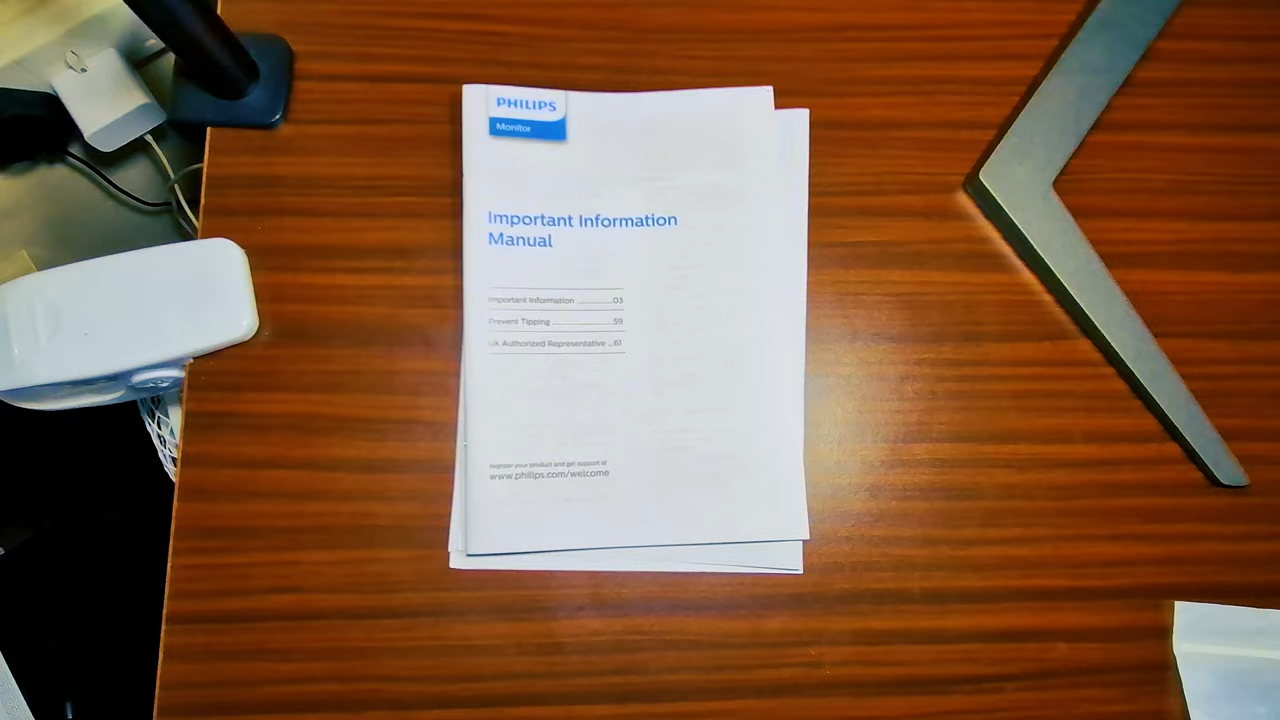 PHILIPS
Monitor
Important Information
Manual
Important Information ............03
Prevent Tipping ....................59
UK Authorized Representative ...61
Register your product and get support at
www.philips.com/welcome